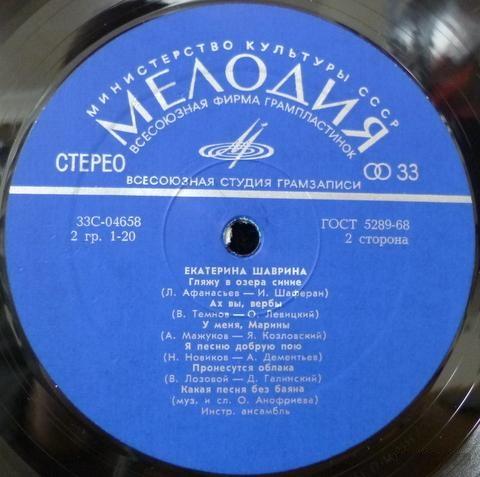 МИНИСТЕРСТВО КУЛЬТУРЫ СССР
МЕЛОДИЯ
ВСЕСОЮЗНАЯ ФИРМА ГРАМПЛАСТИНОК
СТЕРЕО
33
ВСЕСОЮЗНАЯ СТУДИЯ ГРАМЗАПИСИ
33С-04658
ГОСТ 5289-68
2 гр. 1-20
2 сторона
ЕКАТЕРИНА ШАВРИНА
Гляжу в озера синие
(Л. Афанасьев — И. Шаферан)
Ах вы, вербы
(В. Темнов — О. Левицкий)
У меня, Марины
(А. Мажуков — Я. Козловский)
Я песню добрую пою
(Н. Новиков — А. Дементьев)
Пронесутся облака
(В. Лозовой — Д. Галинский)
Какая песня без баяна
(муз. и сл. О. Анофриева)
Инстр. ансамбль